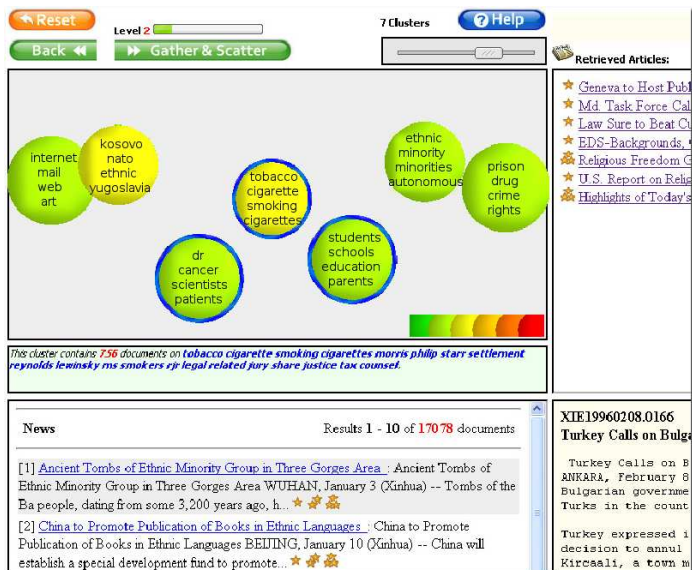 Reset
Level 2
7 Clusters
Help
Back
Gather & Scatter
Retrieved Articles:
internet
mail
web
art
kosovo
nato
ethnic
yugoslavia
tobacco
cigarette
smoking
cigarettes
ethnic
minority
minorities
autonomous
prison
drug
crime
rights
dr
cancer
scientists
patients
students
schools
education
parents
Geneva to Host Publ
Md. Task Force Cal
Law Sure to Beat Cu
EDS-Backgrounds,
Religious Freedom G
U.S. Report on Relig
Highlights of Today's
This cluster contains 756 documents on tobacco cigarette smoking cigarettes morris philip starr settlement
reynolds lewinsky ms smokers rjr legal related jury share justice tax counsel.
News
Results 1 - 10 of 17078 documents
[1] Ancient Tombs of Ethnic Minority Group in Three Gorges Area : Ancient Tombs of
Ethnic Minority Group in Three Gorges Area WUHAN, January 3 (Xinhua) -- Tombs of the
Ba people, dating from some 3,200 years ago, h...
[2] China to Promote Publication of Books in Ethnic Languages : China to Promote
Publication of Books in Ethnic Languages BEIJING, January 10 (Xinhua) -- China will
establish a special development fund to promote...
XIE19960208.0166
Turkey Calls on Bulga
Turkey Calls on B
ANKARA, February 8
Bulgarian governme
Turks in the count
Turkey expressed i
decision to annul
Kircaali, a town m